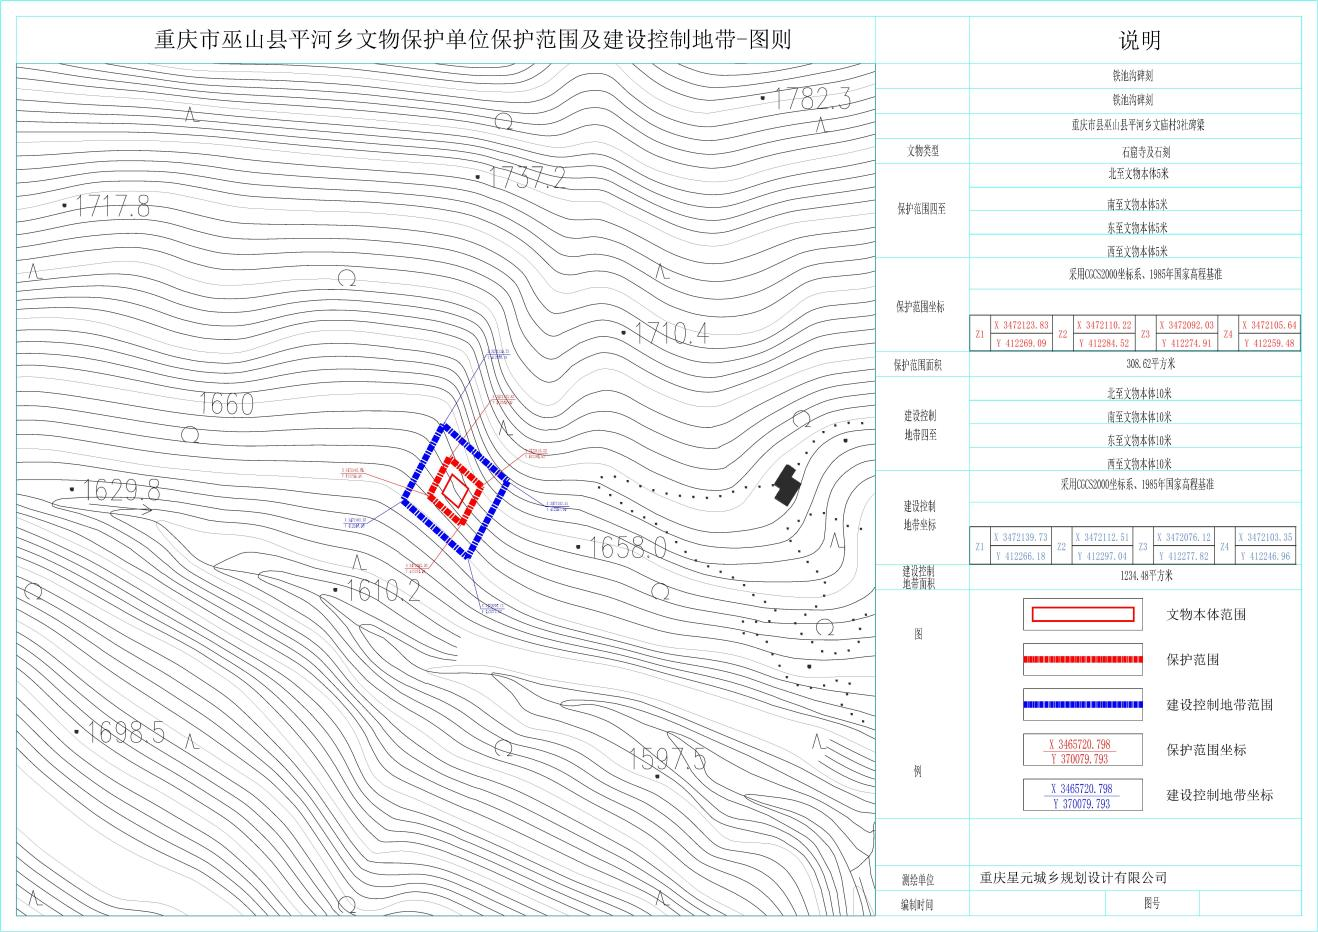 重庆市巫山县平河乡文物保护单位保护范围及建设控制地带-图则
1782.3
1737.2
1717.8
1710.4
1660
1629.8
1658.0
1610.2
1698.5
1597.5
说明
铁池沟碑刻
铁池沟碑刻
重庆市县巫山县平河乡文庙村3社碑梁
文物类型
石窟寺及石刻
保护范围四至
北至文物本体5米
南至文物本体5米
东至文物本体5米
西至文物本体5米
保护范围坐标
采用CGCS2000坐标系、1985年国家高程基准
Z1 X 3472123.83 Y 412269.09
Z2 X 3472110.22 Y 412284.52
Z3 X 3472092.03 Y 412274.91
Z4 X 3472105.64 Y 412259.48
保护范围面积
308.62平方米
建设控制
地带四至
北至文物本体10米
南至文物本体10米
东至文物本体10米
西至文物本体10米
建设控制
地带坐标
采用CGCS2000坐标系、1985年国家高程基准
Z1 X 3472139.73 Y 412266.18
Z2 X 3472112.51 Y 412297.04
Z3 X 3472076.12 Y 412277.82
Z4 X 3472103.35 Y 412246.96
建设控制
地带面积
1234.48平方米
图
例
文物本体范围
保护范围
建设控制地带范围
X 3465720.798
Y 370079.793
保护范围坐标
X 3465720.798
Y 370079.793
建设控制地带坐标
测绘单位
重庆星元城乡规划设计有限公司
编制时间
图号